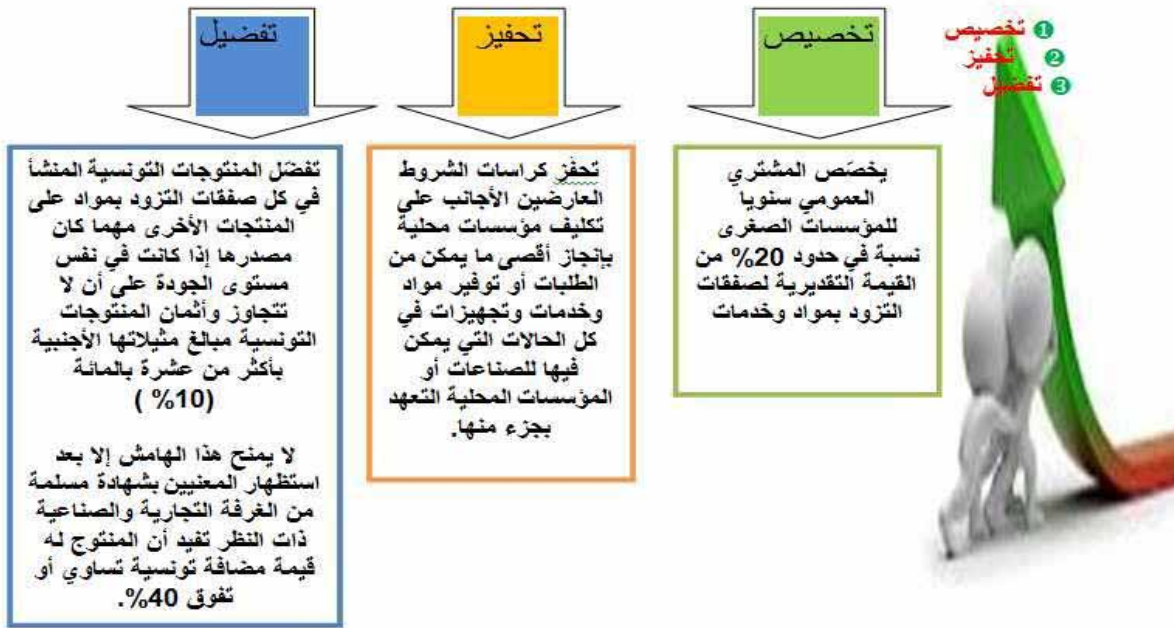 ❶ تخصيص
❷ تحفيز
❸ تفضيل
تخصيص
يخصّص المشتري
العمومي سنويا
للمؤسسات الصغرى
نسبة في حدود 20% من
القيمة التقديرية لصفقات
التزود بمواد وخدمات
تحفيز
تحفّز كراسات الشروط
العارضين الأجانب على
تكليف مؤسسات محلية
بإنجاز أقصى ما يمكن من
الطلبات أو توفير مواد
وخدمات وتجهيزات في
كل الحالات التي يمكن
فيها للصناعات أو
المؤسسات المحلية التعهد
بجزء منها.
تفضيل
تفضّل المنتوجات التونسية المنشأ
في كل صفقات التزود بمواد على
المنتجات الأخرى مهما كان
مصدرها إذا كانت في نفس
مستوى الجودة على أن لا
تتجاوز وأثمان المنتوجات
التونسية مبالغ مثيلاتها الأجنبية
بأكثر من عشرة بالمائة
(10% )
لا يمنح هذا الهامش إلا بعد
استظهار المعنيين بشهادة مسلمة
من الغرفة التجارية والصناعية
ذات النظر تفيد أن المنتوج له
قيمة مضافة تونسية تساوي أو
تفوق 40%.